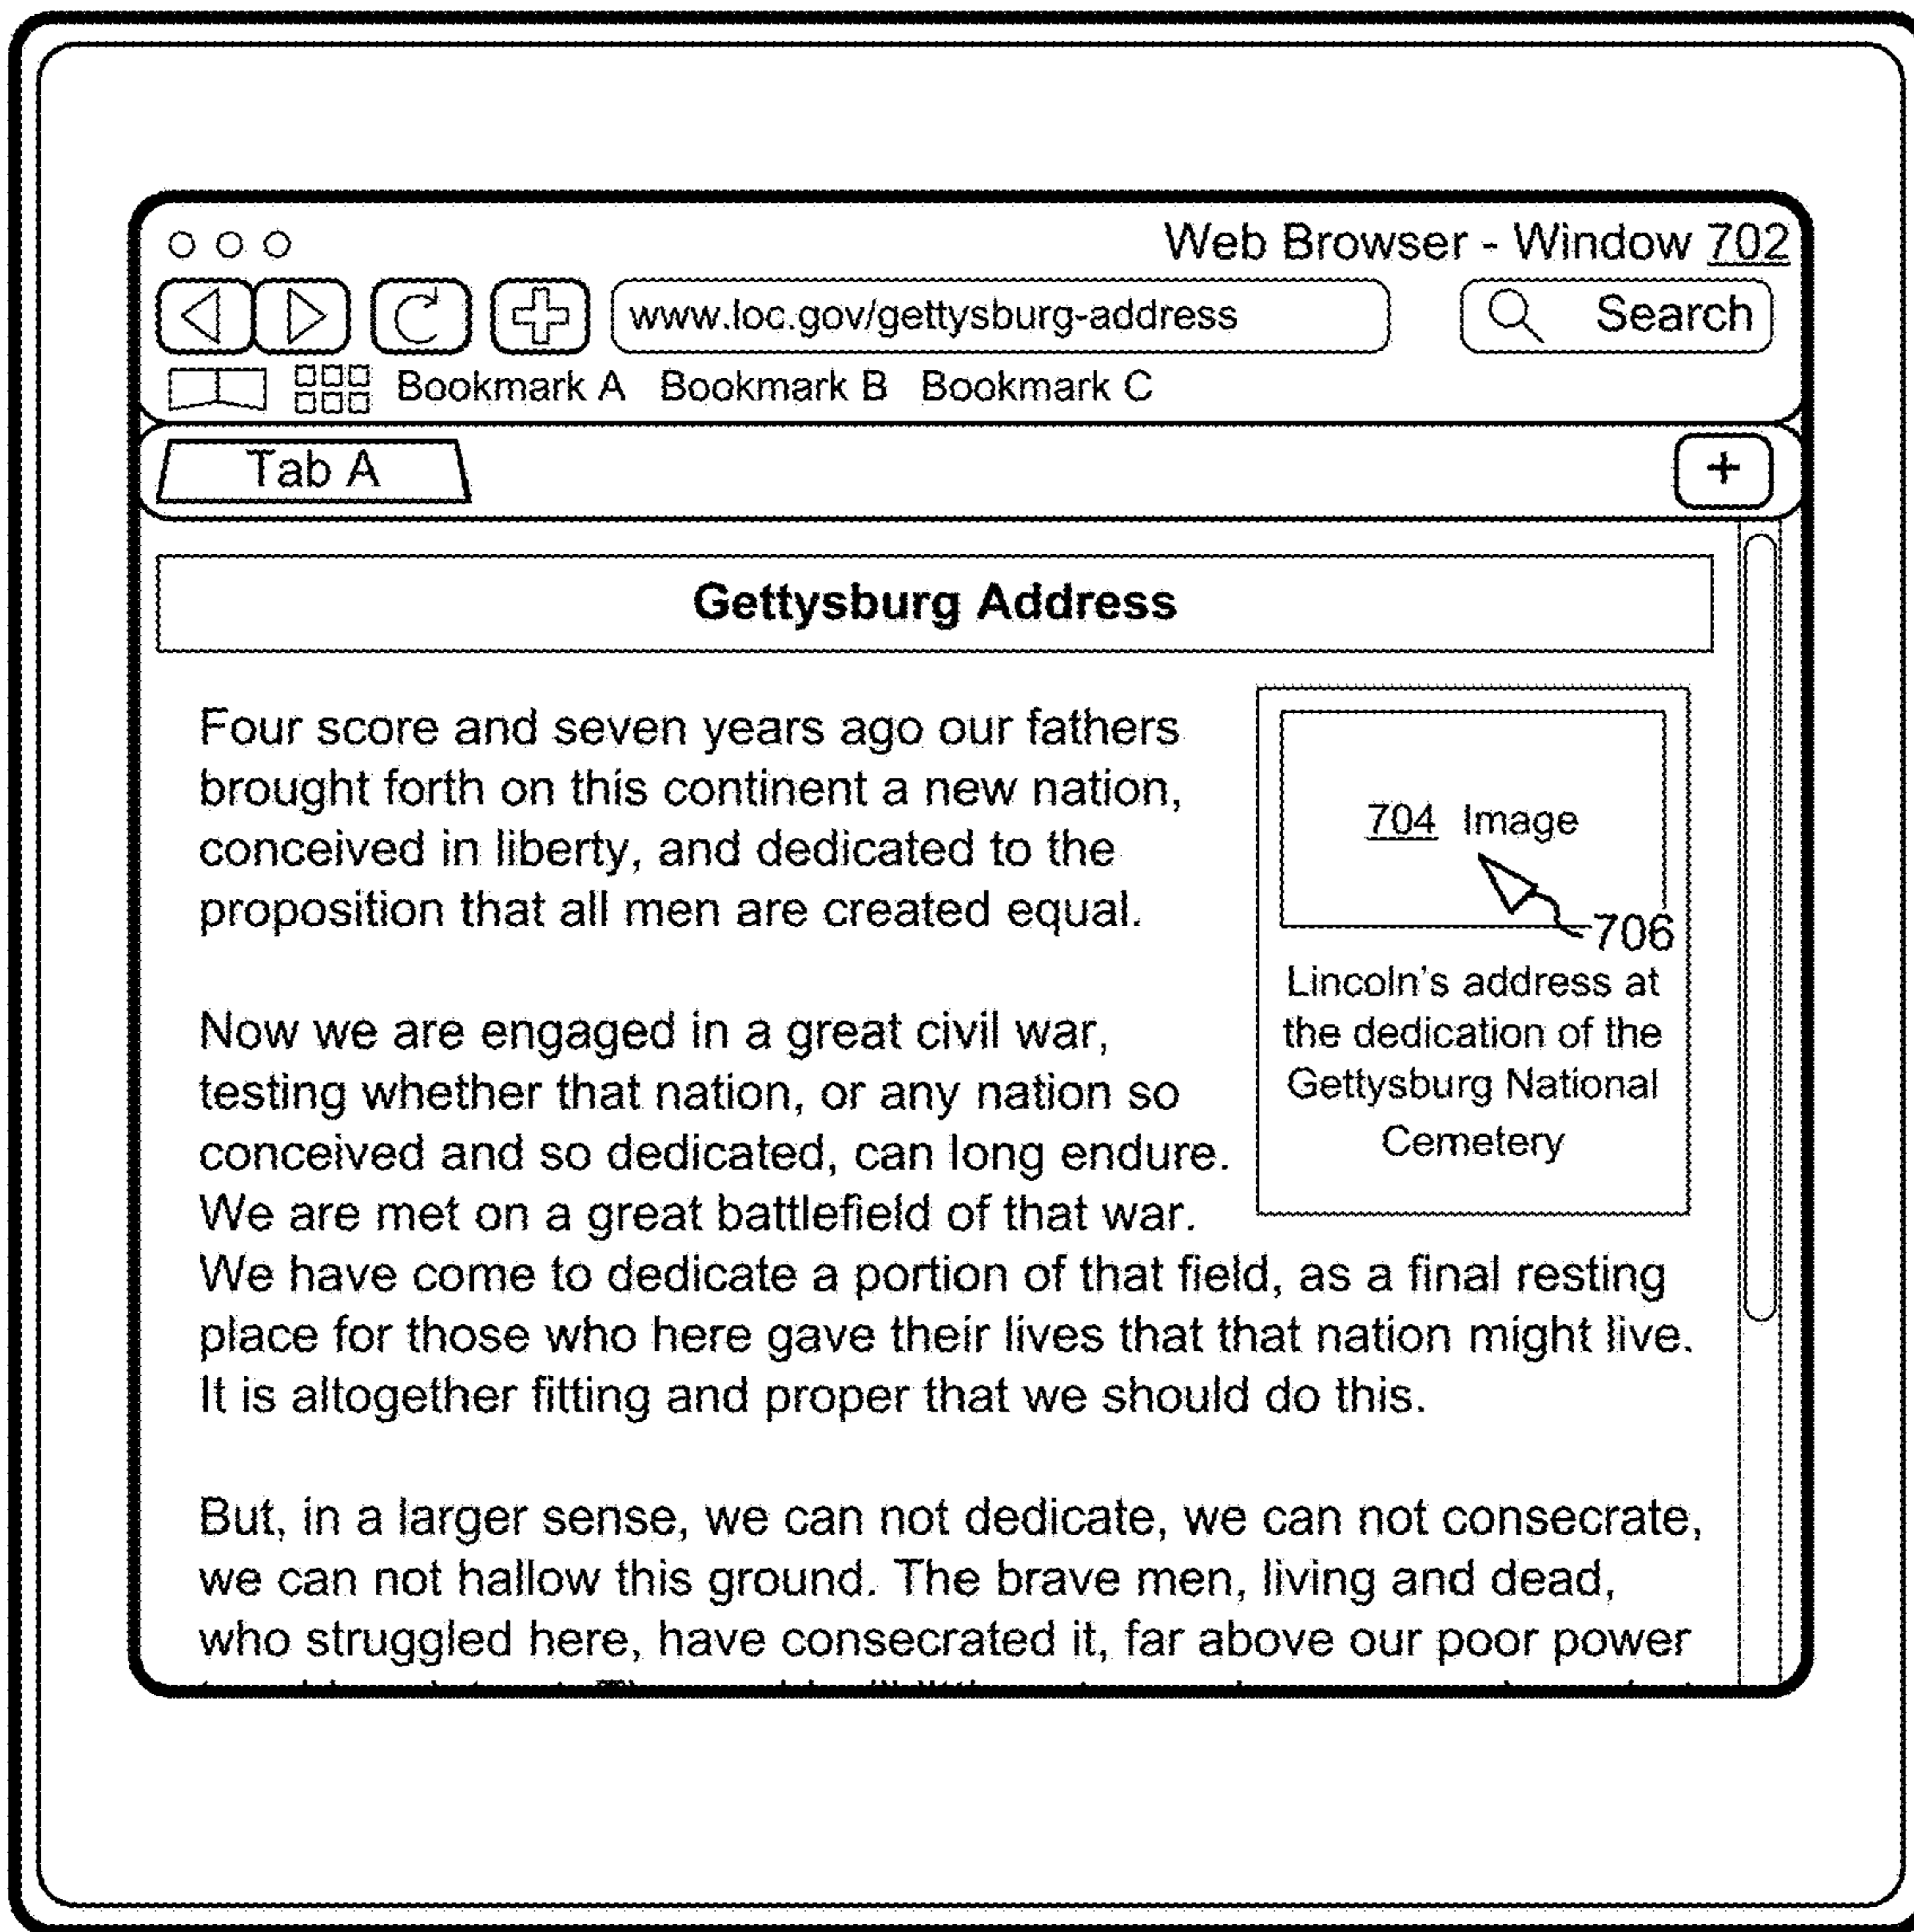 Web Browser - Window 702
www.loc.gov/gettysburg-address
Search
Bookmark A Bookmark B Bookmark C
Tab A
+
Gettysburg Address
Four score and seven years ago our fathers
brought forth on this continent a new nation,
conceived in liberty, and dedicated to the
proposition that all men are created equal.
704 Image
706
Lincoln's address at
the dedication of the
Gettysburg National
Cemetery
Now we are engaged in a great civil war,
testing whether that nation, or any nation so
conceived and so dedicated, can long endure.
We are met on a great battlefield of that war.
We have come to dedicate a portion of that field, as a final resting
place for those who here gave their lives that that nation might live.
It is altogether fitting and proper that we should do this.
But, in a larger sense, we can not dedicate, we can not consecrate,
we can not hallow this ground. The brave men, living and dead,
who struggled here, have consecrated it, far above our poor power